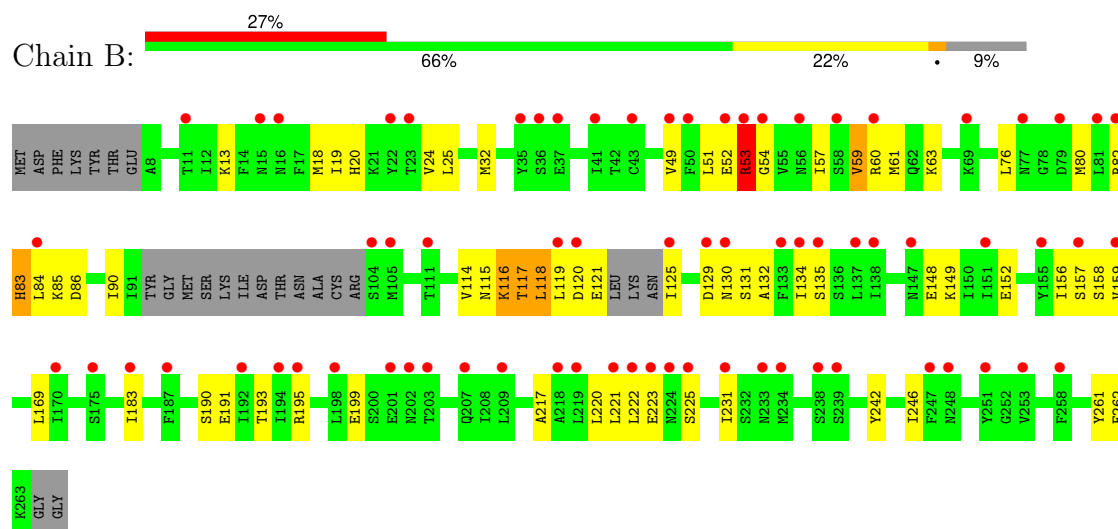 27%
Chain B:
66% 22% • 9%
MET ASP PHE LYS TYR THR GLU A8 T11 I12 K13 F14 N15 N16 F17 M18 I19 H20 K21 Y22 T23 V24 L25 M32 Y35 S36 E37 I41 T42 C43 V49 F50 L51 E52 R53 G54 V55 N56 I57 S58 V59 R60 M61 Q62 K63 K69 L76 N77 G78 D79 M80 L81 R82
H83 L84 K85 D86 I90 I91 TYR GLY MET SER LYS ILE ASP THR ASN ALA CYS ARG S104 M105 T111 V114 N115 K116 T117 L118 L119 D120 E121 LEU LYS ASN I125 D129 N130 S131 A132 F133 I134 S135 S136 L137 I138 N147 E148 K149 I150 I151 E152 Y155 I156 S157 S158 V159
L169 I170 S175 I183 F187 S190 E191 I192 T193 I194 R195 L198 E199 S200 E201 N202 T203 Q207 I208 L209 A217 A218 L219 L220 L221 L222 E223 N224 S225 I231 S232 N233 M234 S238 S239 Y242 I246 F247 N248 Y251 G252 V253 F258 Y261
K263 GLY GLY